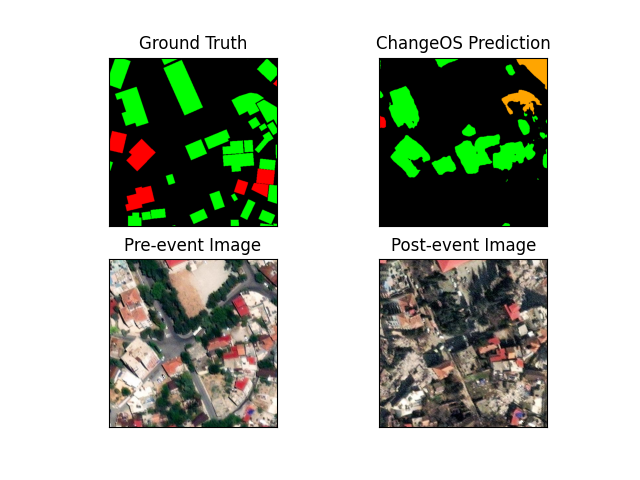 Ground Truth
ChangeOS Prediction
Pre-event Image
Post-event Image